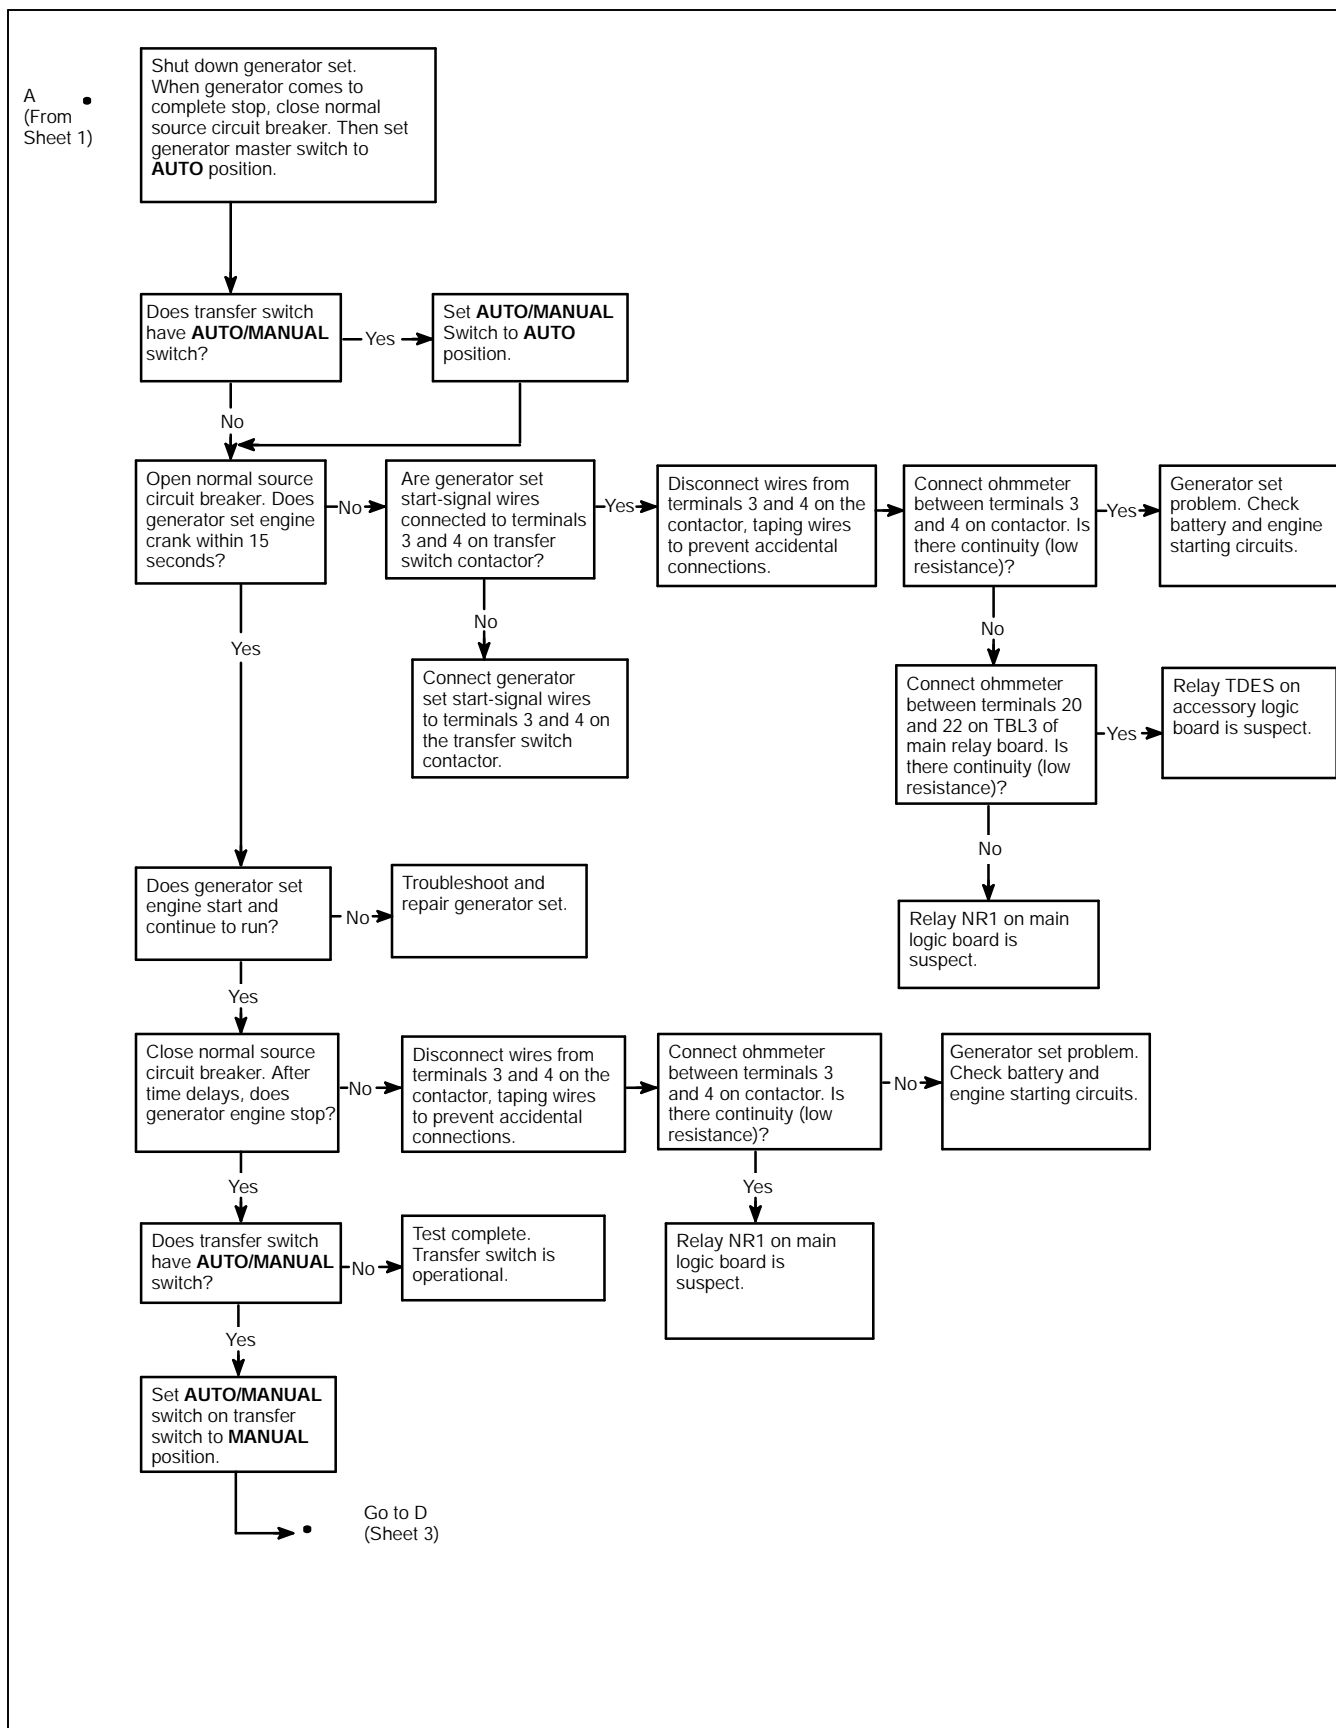 A
(From
Sheet 1)
Shut down generator set.
When generator comes to
complete stop, close normal
source circuit breaker. Then set
generator master switch to
AUTO position.
Does transfer switch
have AUTO/MANUAL
switch?
Yes
Set AUTO/MANUAL
Switch to AUTO
position.
No
Open normal source
circuit breaker. Does
generator set engine
crank within 15
seconds?
No
Are generator set
start-signal wires
connected to terminals
3 and 4 on transfer
switch contactor?
Yes
Disconnect wires from
terminals 3 and 4 on the
contactor, taping wires
to prevent accidental
connections.
Connect ohmmeter
between terminals 3
and 4 on contactor. Is
there continuity (low
resistance)?
Yes
Generator set
problem. Check
battery and engine
starting circuits.
Yes
No
Connect generator
set start-signal wires
to terminals 3 and 4 on
the transfer switch
contactor.
No
Connect ohmmeter
between terminals 20
and 22 on TBL3 of
main relay board. Is
there continuity (low
resistance)?
Yes
Relay TDES on
accessory logic
board is suspect.
No
Relay NR1 on main
logic board is
suspect.
Does generator set
engine start and
continue to run?
No
Troubleshoot and
repair generator set.
Yes
Close normal source
circuit breaker. After
time delays, does
generator engine stop?
No
Disconnect wires from
terminals 3 and 4 on the
contactor, taping wires
to prevent accidental
connections.
Connect ohmmeter
between terminals 3
and 4 on contactor. Is
there continuity (low
resistance)?
No
Generator set problem.
Check battery and
engine starting circuits.
Yes
Yes
Relay NR1 on main
logic board is
suspect.
Does transfer switch
have AUTO/MANUAL
switch?
No
Test complete.
Transfer switch is
operational.
Yes
Set AUTO/MANUAL
switch on transfer
switch to MANUAL
position.
Go to D
(Sheet 3)